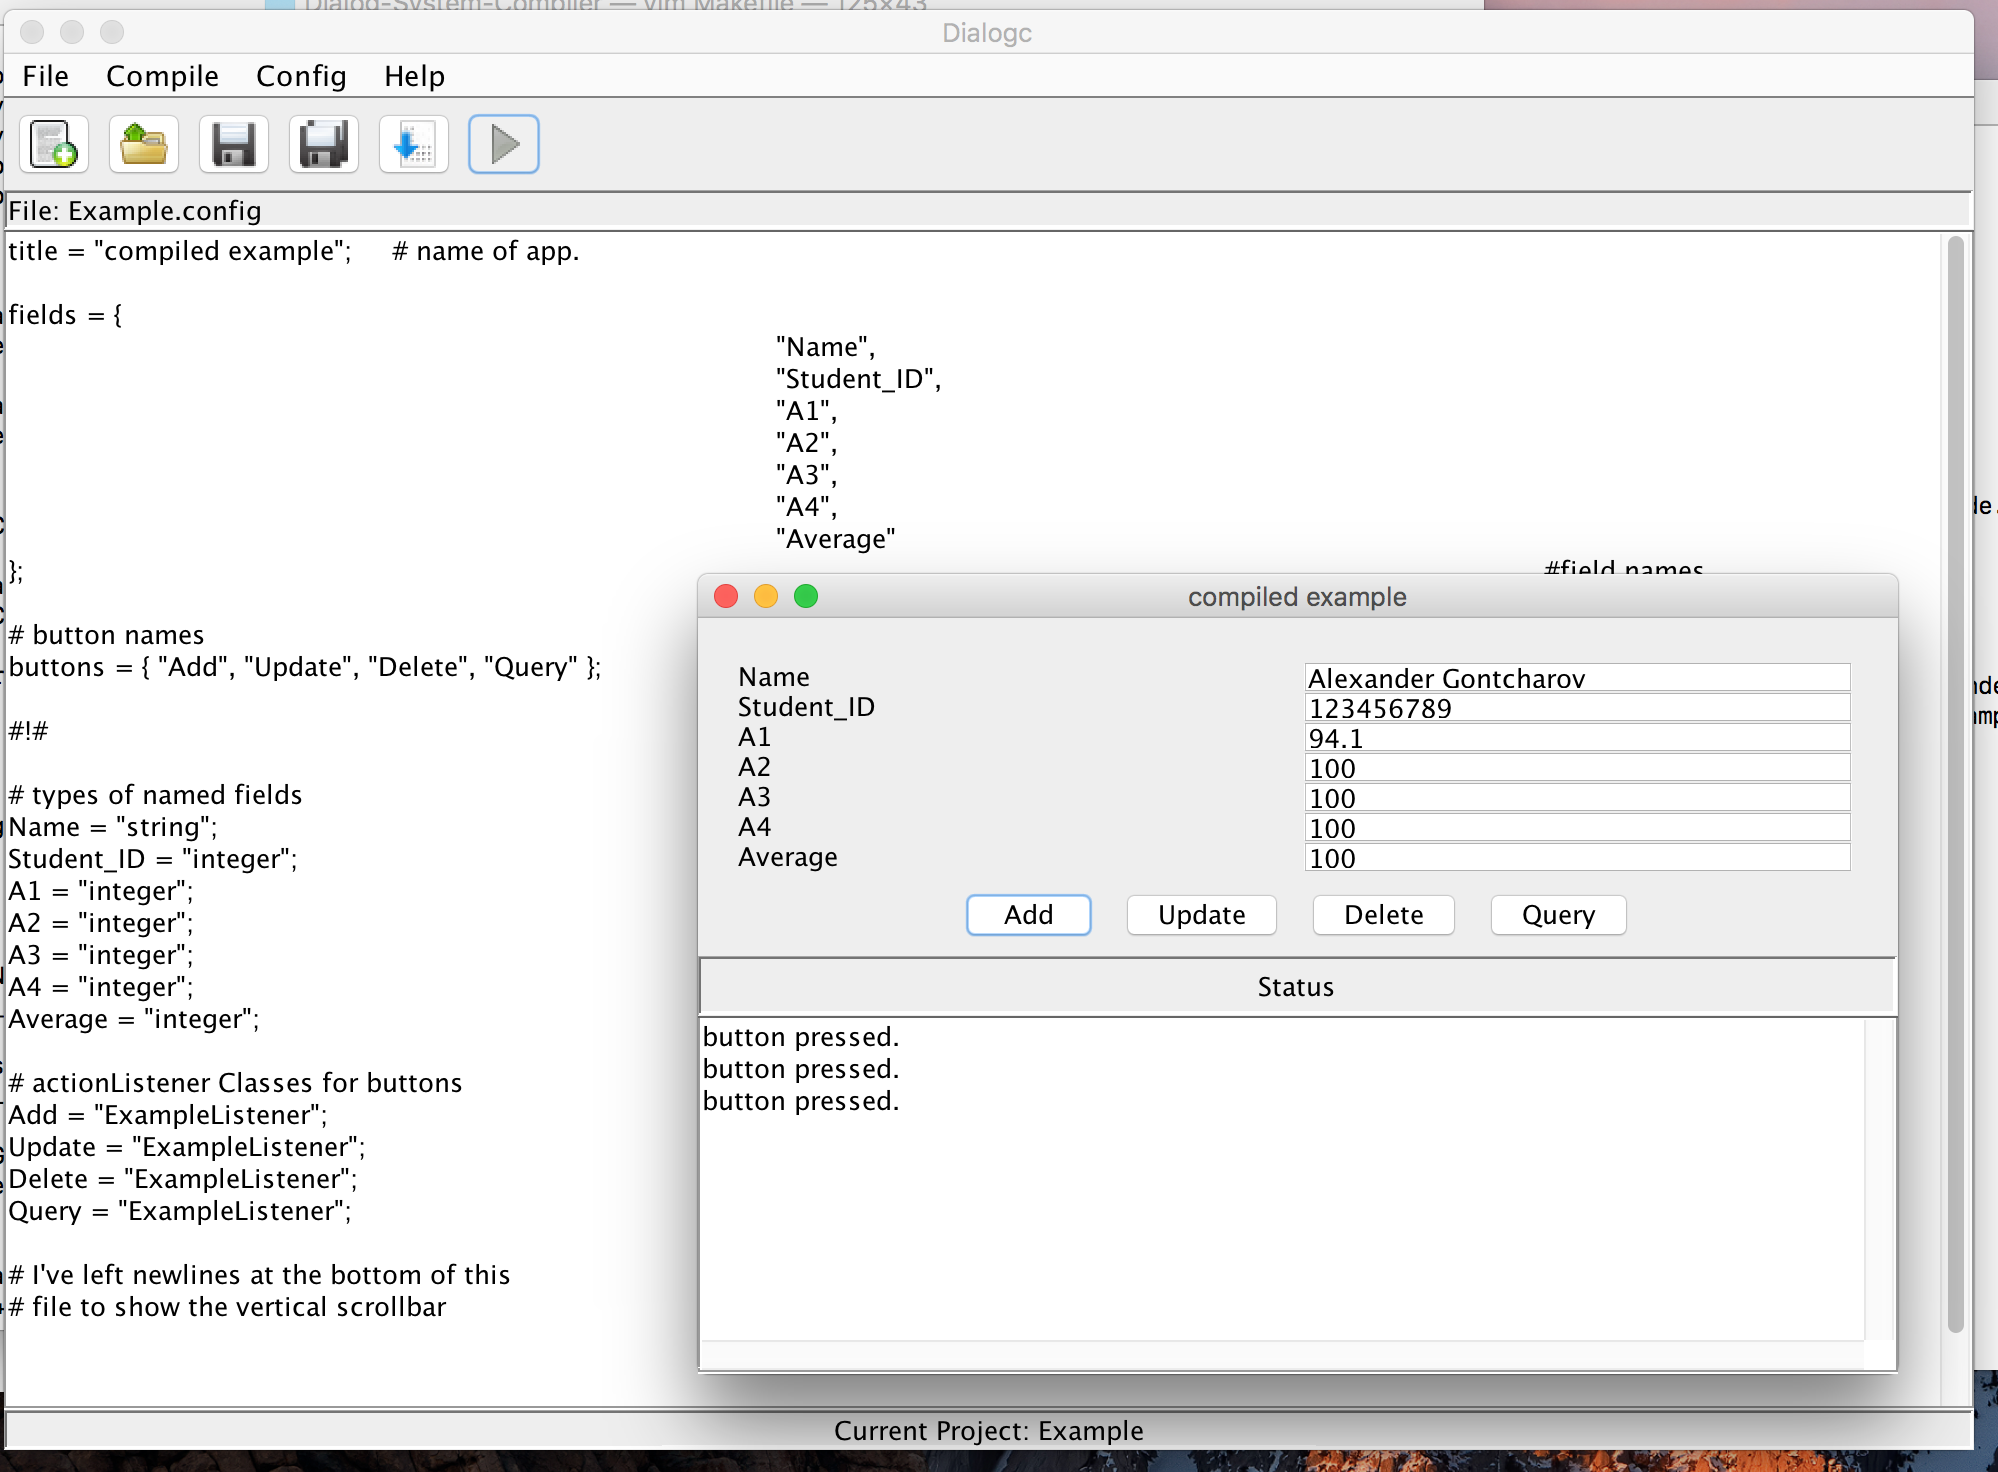 Dialog-System-Compiler — vim Makefile — 125×43
Dialogc
File Compile Config Help
File: Example.config
title = "compiled example"; # name of app.
fields = {
"Name",
"Student_ID",
"A1",
"A2",
"A3",
"A4",
"Average"
}; #field names
# button names
buttons = { "Add", "Update", "Delete", "Query" };
#!#
# types of named fields
Name = "string";
Student_ID = "integer";
A1 = "integer";
A2 = "integer";
A3 = "integer";
A4 = "integer";
Average = "integer";
# actionListener Classes for buttons
Add = "ExampleListener";
Update = "ExampleListener";
Delete = "ExampleListener";
Query = "ExampleListener";
# I've left newlines at the bottom of this
# file to show the vertical scrollbar
compiled example
Name Alexander Gontcharov
Student_ID 123456789
A1 94.1
A2 100
A3 100
A4 100
Average 100
Add Update Delete Query
Status
button pressed.
button pressed.
button pressed.
Current Project: Example